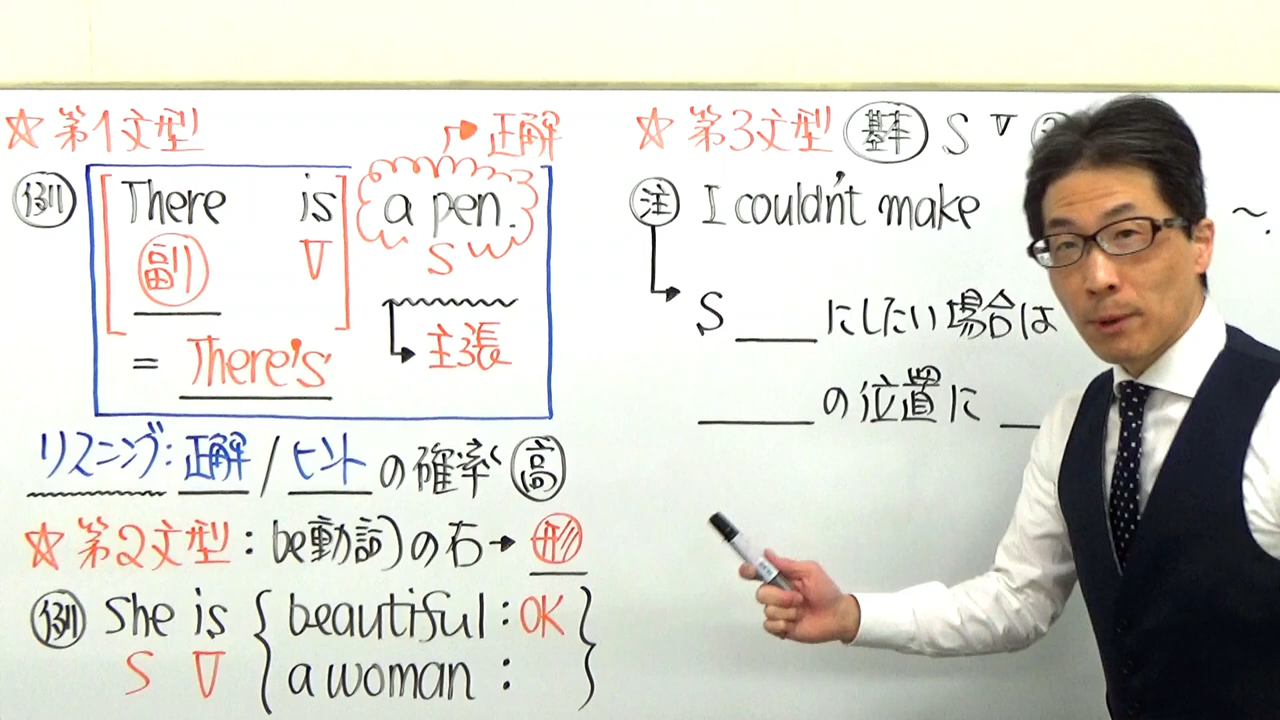 ☆第1文型
正解
例 There is a pen.
副 V S
= There's
主張
リスニング: 正解 / ヒント の確率 高
☆第2文型: be動詞の右→形
例 She is { beautiful : OK
S V a woman : }
☆第3文型 基本 S V
注 I couldn't make ~.
S ___ にしたい場合は
___ の位置に ___